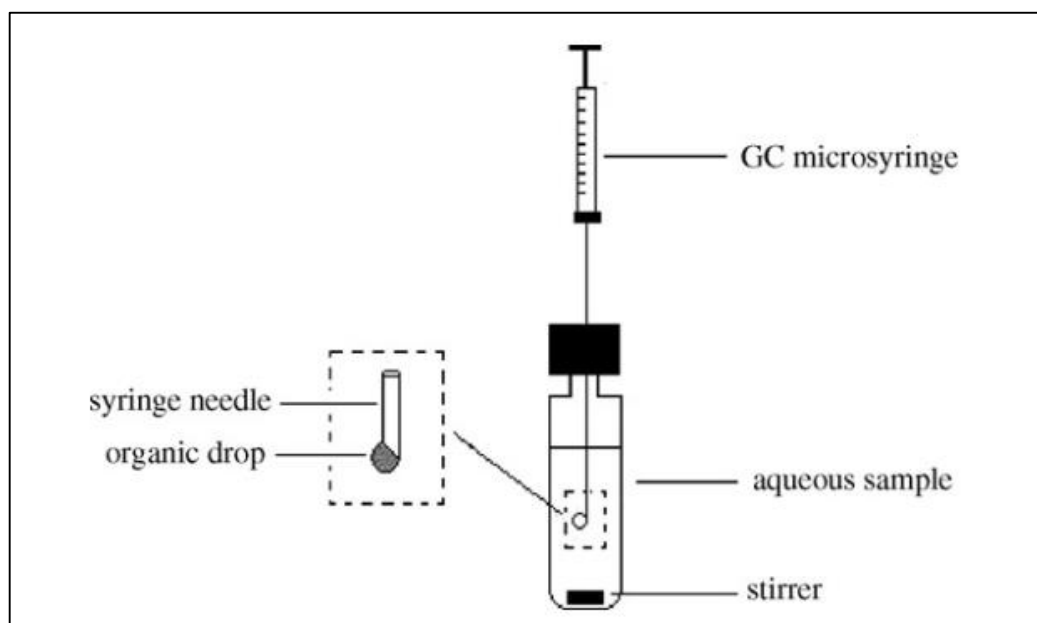 GC microsyringe
syringe needle
organic drop
aqueous sample
stirrer